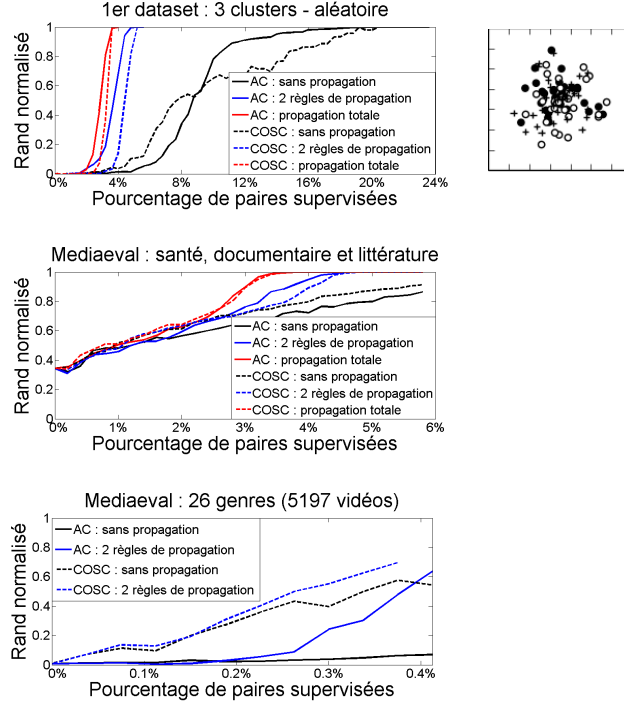 1er dataset : 3 clusters - aléatoire
Rand normalisé
1
0.8
0.6
0.4
0.2
0
AC : sans propagation
AC : 2 règles de propagation
AC : propagation totale
COSC : sans propagation
COSC : 2 règles de propagation
COSC : propagation totale
0% 4% 8% 12% 16% 20% 24%
Pourcentage de paires supervisées
Mediaeval : santé, documentaire et littérature
Rand normalisé
1
0.8
0.6
0.4
0.2
0
AC : sans propagation
AC : 2 règles de propagation
AC : propagation totale
COSC : sans propagation
COSC : 2 règles de propagation
COSC : propagation totale
0% 1% 2% 3% 4% 5% 6%
Pourcentage de paires supervisées
Mediaeval : 26 genres (5197 vidéos)
Rand normalisé
1
0.8
0.6
0.4
0.2
0
AC : sans propagation
AC : 2 règles de propagation
COSC : sans propagation
COSC : 2 règles de propagation
0% 0.1% 0.2% 0.3% 0.4%
Pourcentage de paires supervisées